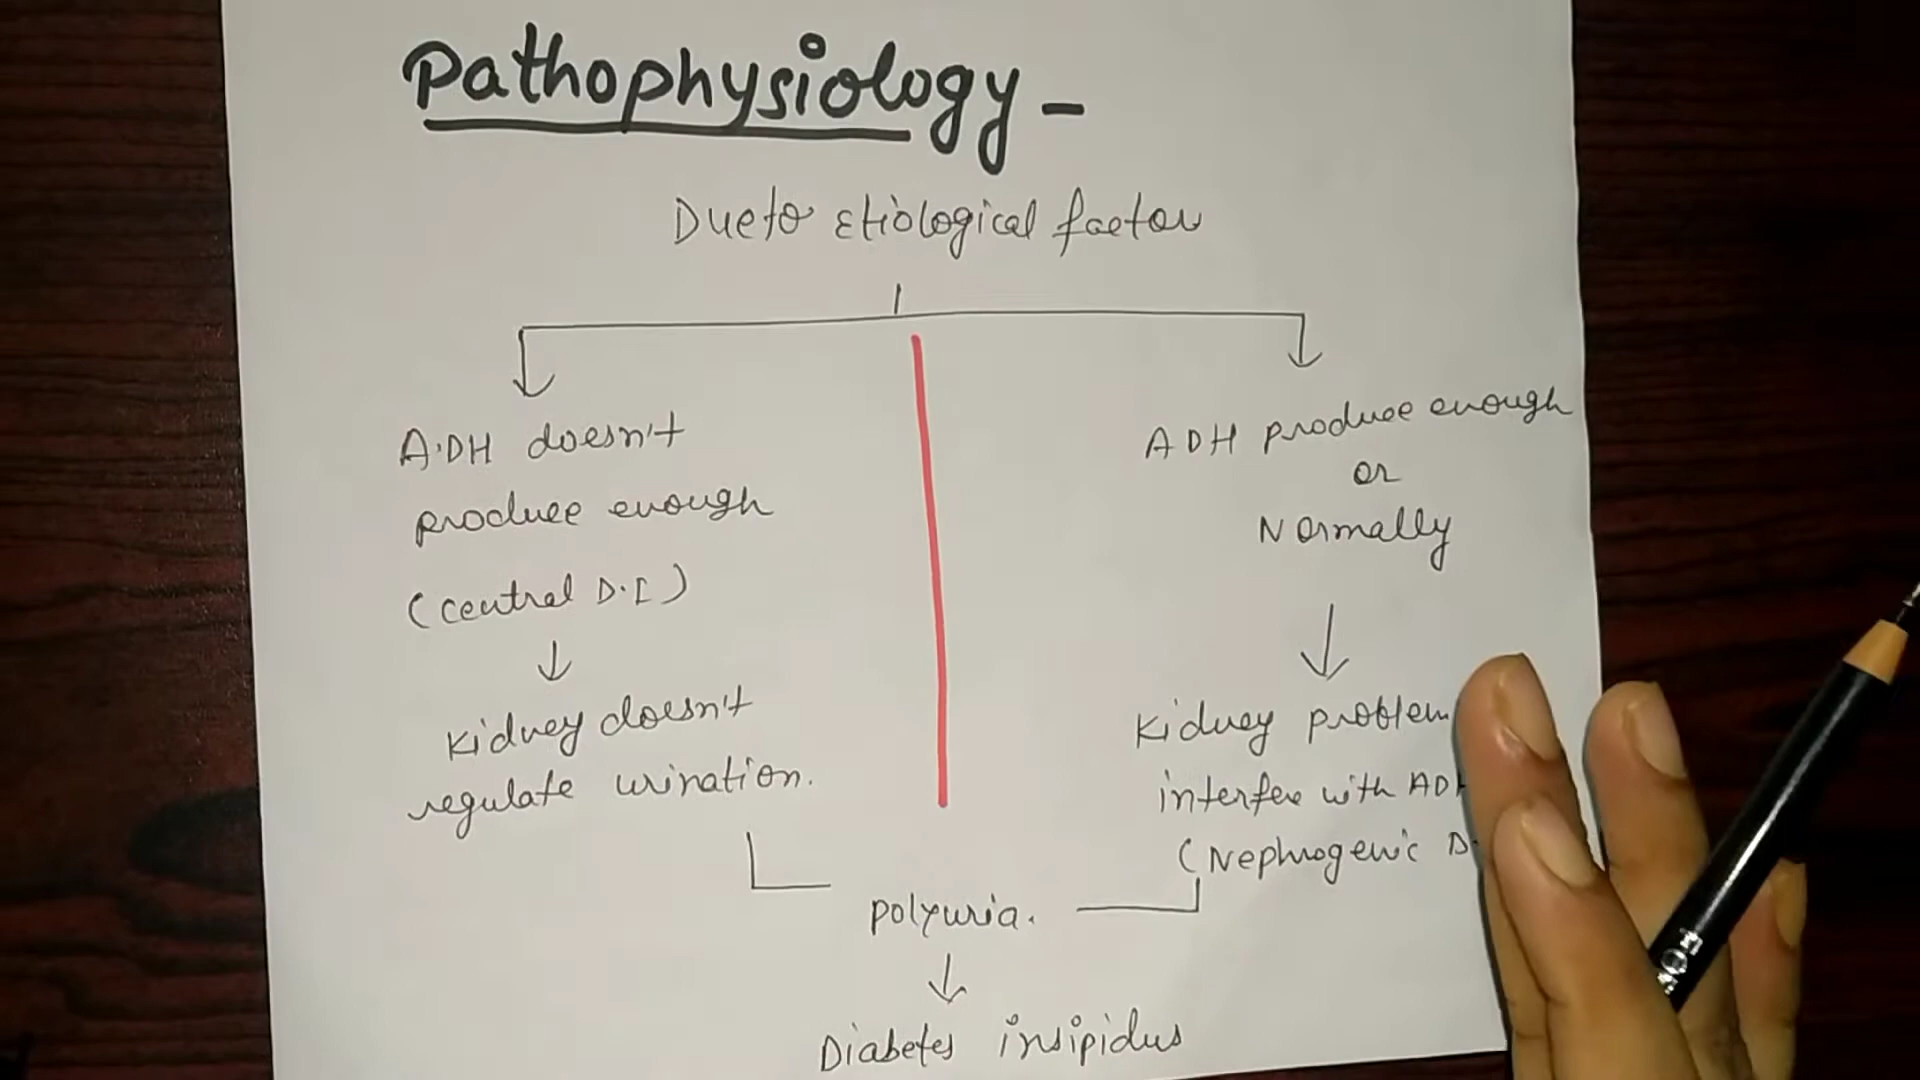 Pathophysiology -
Due to Etiological factor
A.DH doesn't
produce enough
(central D.I)
kidney doesn't
regulate urination.
ADH produce enough
or
Normally
Kidney problem
interfere with ADH
(Nephrogenic D.
polyuria.
Diabetes insipidus